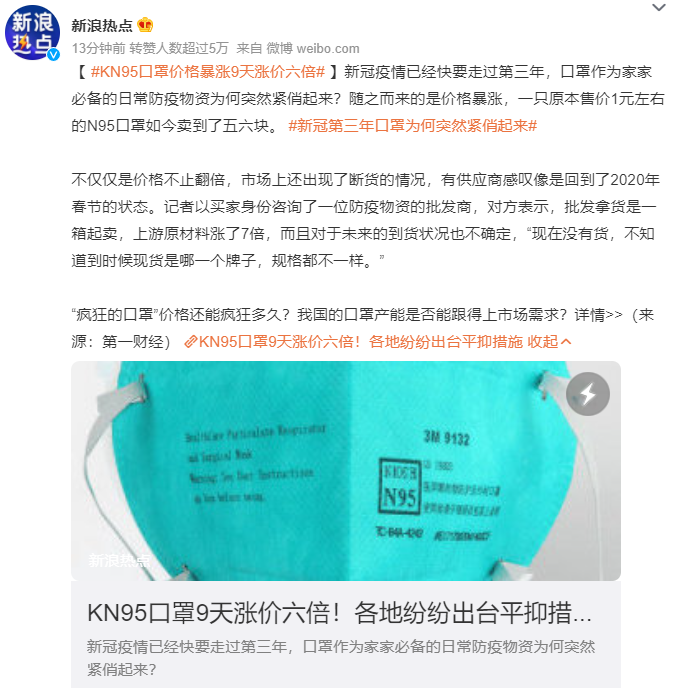 新浪热点
新浪热点
13分钟前 转赞人数超过5万 来自 微博 weibo.com
【 #KN95口罩价格暴涨9天涨价六倍# 】新冠疫情已经快要走过第三年，口罩作为家家
必备的日常防疫物资为何突然紧俏起来？随之而来的是价格暴涨，一只原本售价1元左右
的N95口罩如今卖到了五六块。 #新冠第三年口罩为何突然紧俏起来#
不仅仅是价格不止翻倍，市场上还出现了断货的情况，有供应商感叹像是回到了2020年
春节的状态。记者以买家身份咨询了一位防疫物资的批发商，对方表示，批发拿货是一
箱起卖，上游原材料涨了7倍，而且对于未来的到货状况也不确定，“现在没有货，不知
道到时候现货是哪一个牌子，规格都不一样。”
“疯狂的口罩”价格还能疯狂多久？我国的口罩产能是否能跟得上市场需求？详情>>（来
源：第一财经） KN95口罩9天涨价六倍！各地纷纷出台平抑措施 收起
HealthCare Particulate Respirator
and Surgical Mask
Warning: See User Instructions
3M 9132
NIOSH
N95
TC-84A-4240
新浪热点
KN95口罩9天涨价六倍！各地纷纷出台平抑措...
新冠疫情已经快要走过第三年，口罩作为家家必备的日常防疫物资为何突然
紧俏起来？